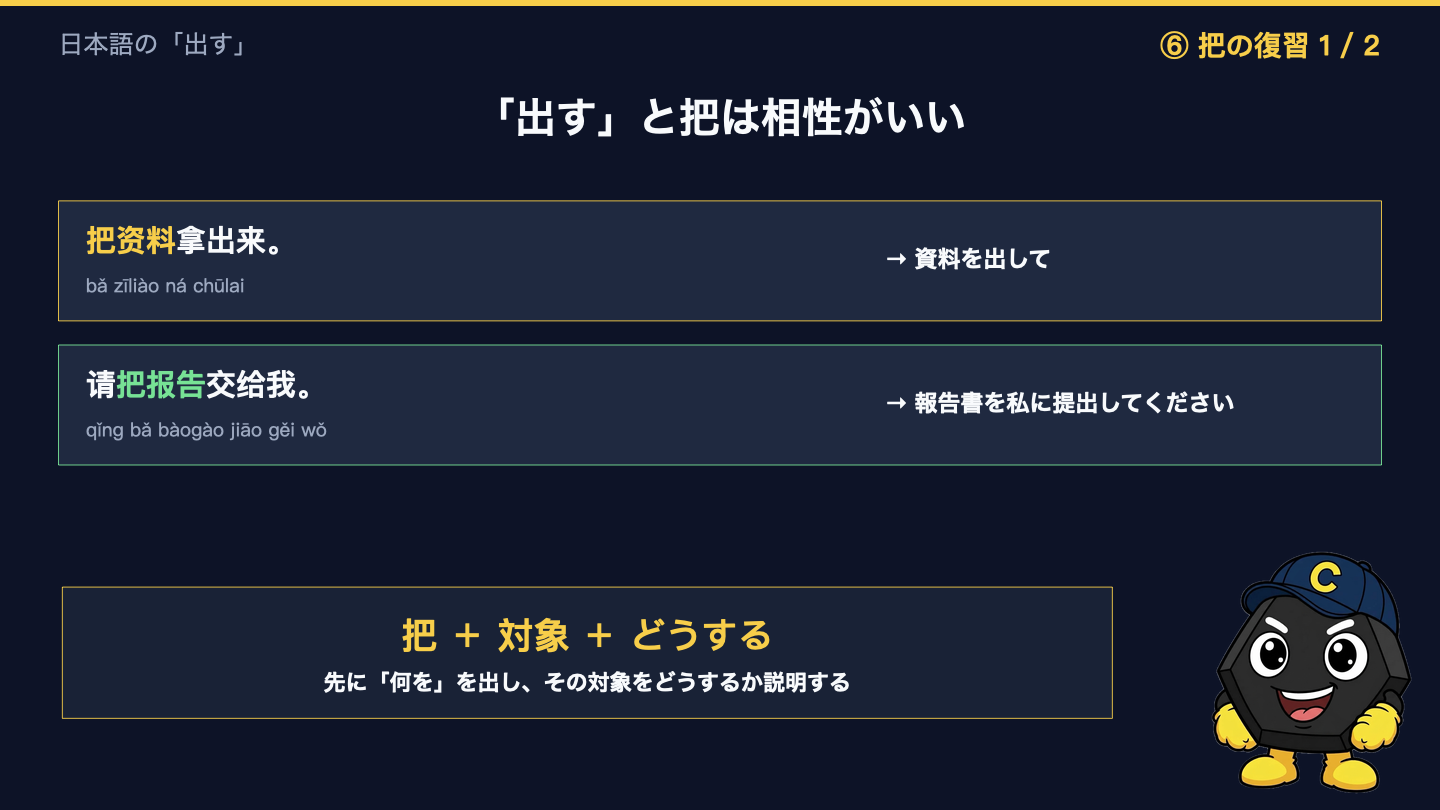 日本語の「出す」
⑥ 把の復習 1 / 2
「出す」と把は相性がいい
把资料拿出来。
bǎ zīliào ná chūlai
→ 資料を出して
请把报告交给我。
qǐng bǎ bàogào jiāo gěi wǒ
→ 報告書を私に提出してください
把 ＋ 対象 ＋ どうする
先に「何を」を出し、その対象をどうするか説明する
C